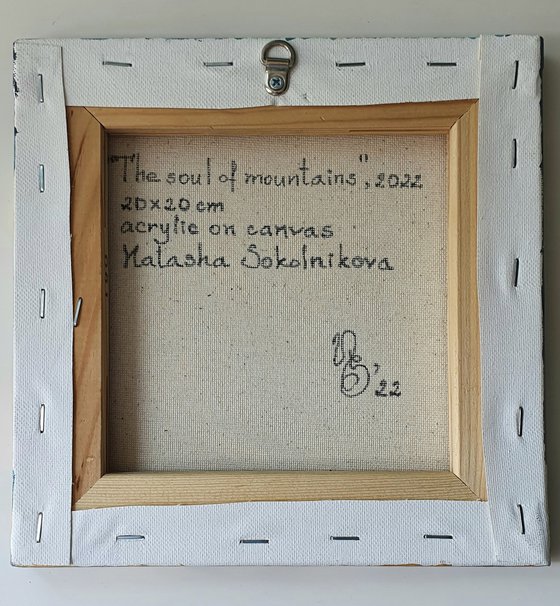 "The soul of mountains", 2022
20x20 cm
acrylic on canvas
Natasha Sokolnikova
'22